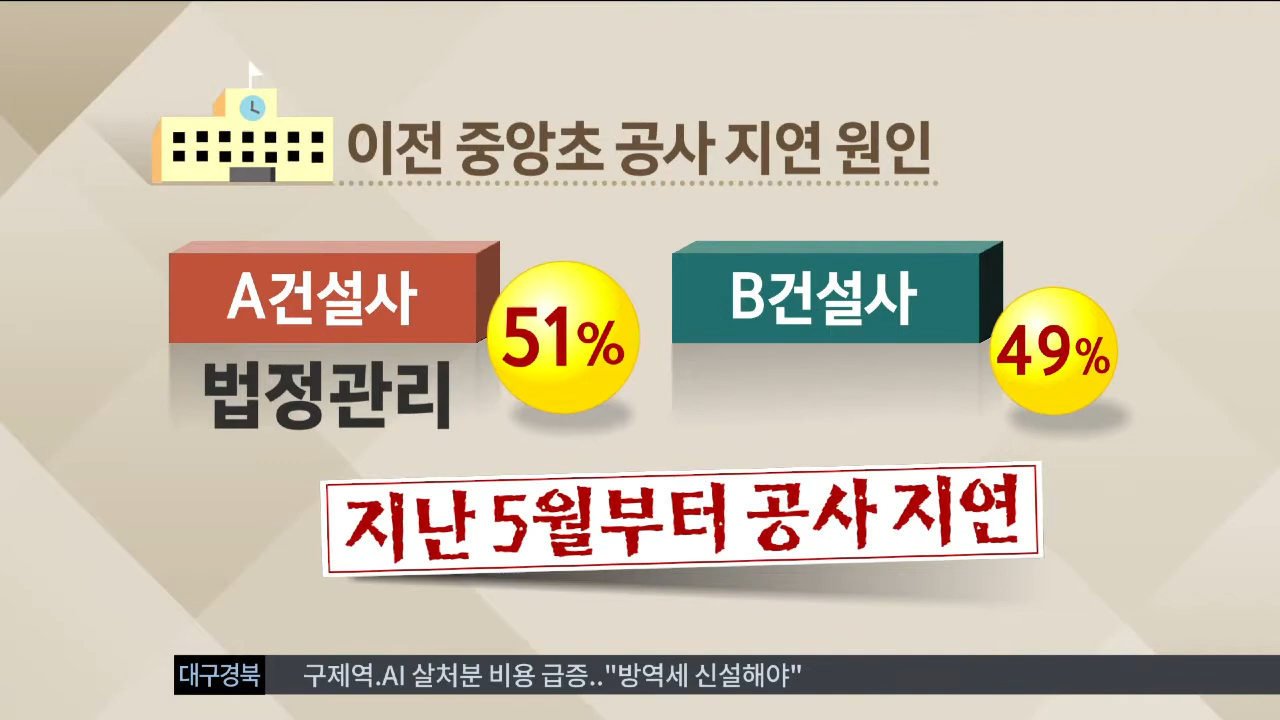 이전 중앙초 공사 지연 원인
A건설사
51%
법정관리
B건설사
49%
지난 5월부터 공사 지연
대구경북
구제역.AI 살처분 비용 급증.."방역세 신설해야"